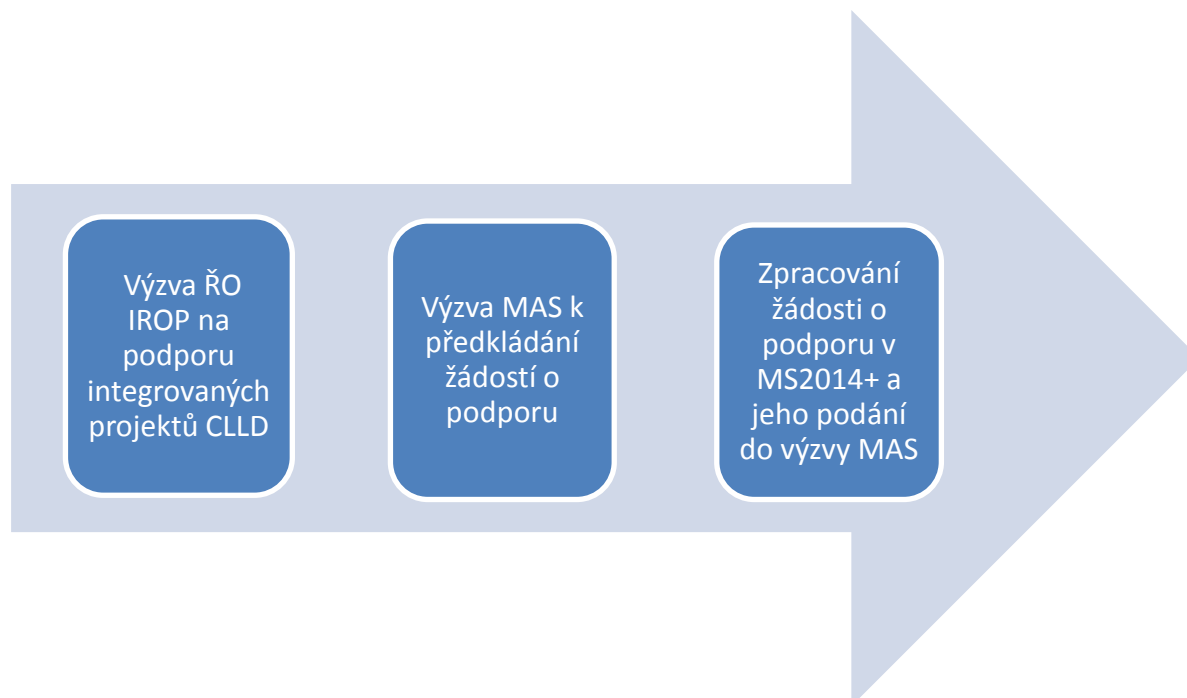 Výzva ŘO
IROP na
podporu
integrovaných
projektů CLLD
Výzva MAS k
předkládání
žádostí o
podporu
Zpracování
žádosti o
podporu v
MS2014+ a
jeho podání
do výzvy MAS